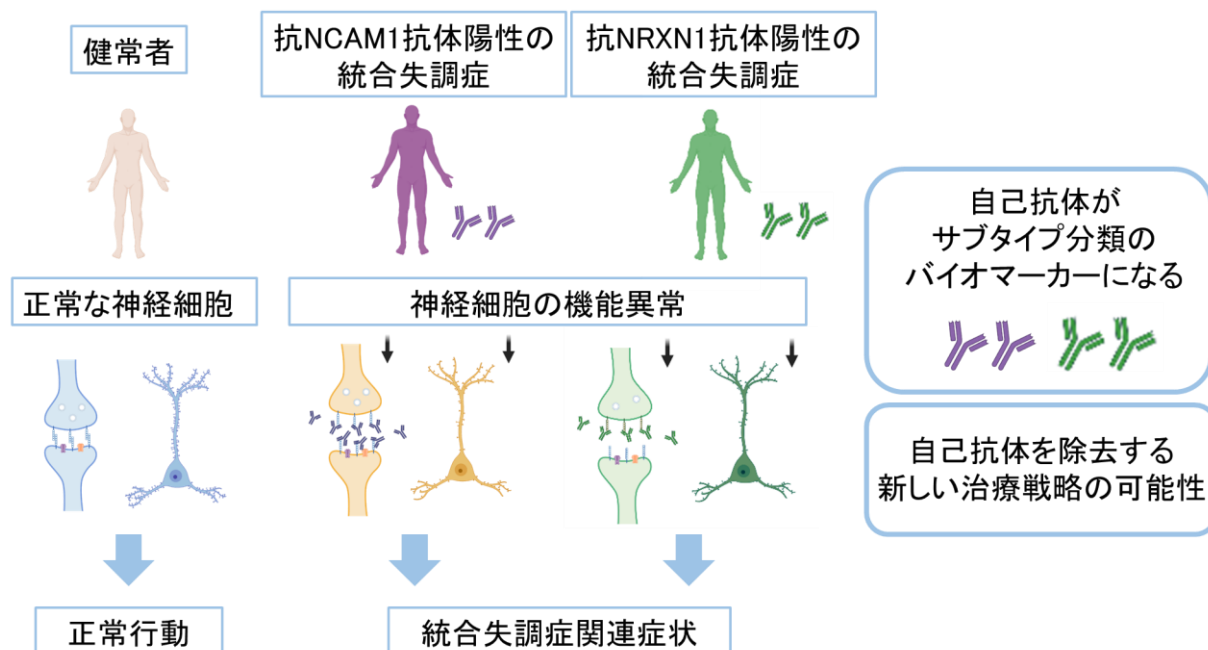 健常者
抗NCAM1抗体陽性の
統合失調症
抗NRXN1抗体陽性の
統合失調症
正常な神経細胞
神経細胞の機能異常
正常行動
統合失調症関連症状
自己抗体が
サブタイプ分類の
バイオマーカーになる
自己抗体を除去する
新しい治療戦略の可能性